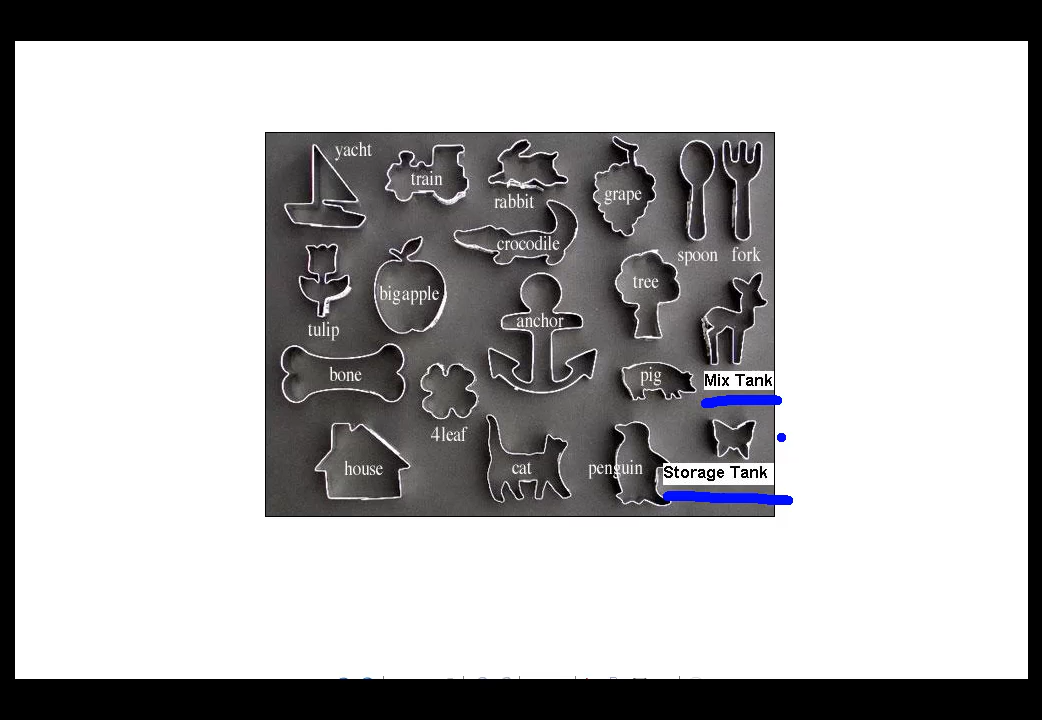 yacht
train
rabbit
grape
crocodile
spoon fork
bigapple
tree
anchor
tulip
bone
pig
Mix Tank
4leaf
house
cat
penguin
Storage Tank